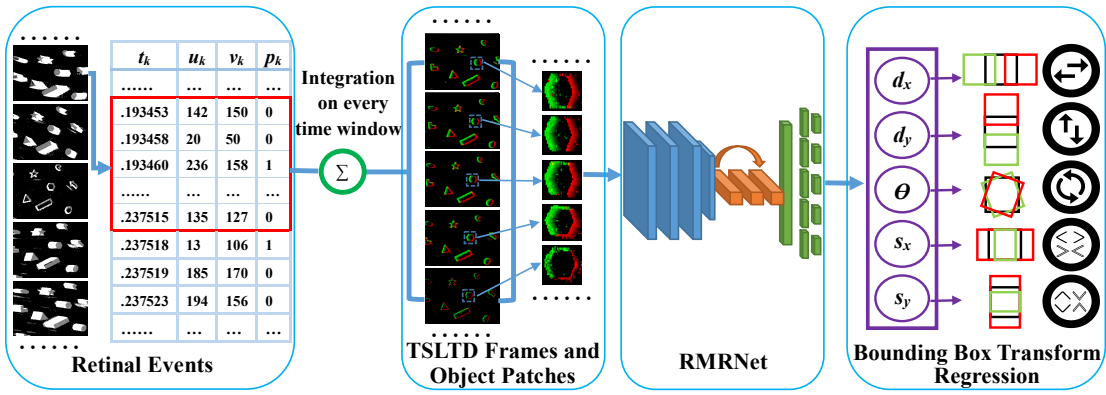 t_k u_k v_k p_k
...... ... ... ...
.193453 142 150 0
.193458 20 50 0
.193460 236 158 1
...... ... ... ...
.237515 135 127 0
.237518 13 106 1
.237519 185 170 0
.237523 194 156 0
...... ... ... ...
Retinal Events
Integration
on every
time window
Σ
TSLTD Frames and
Object Patches
RMRNet
d_x
d_y
θ
s_x
s_y
Bounding Box Transform
Regression